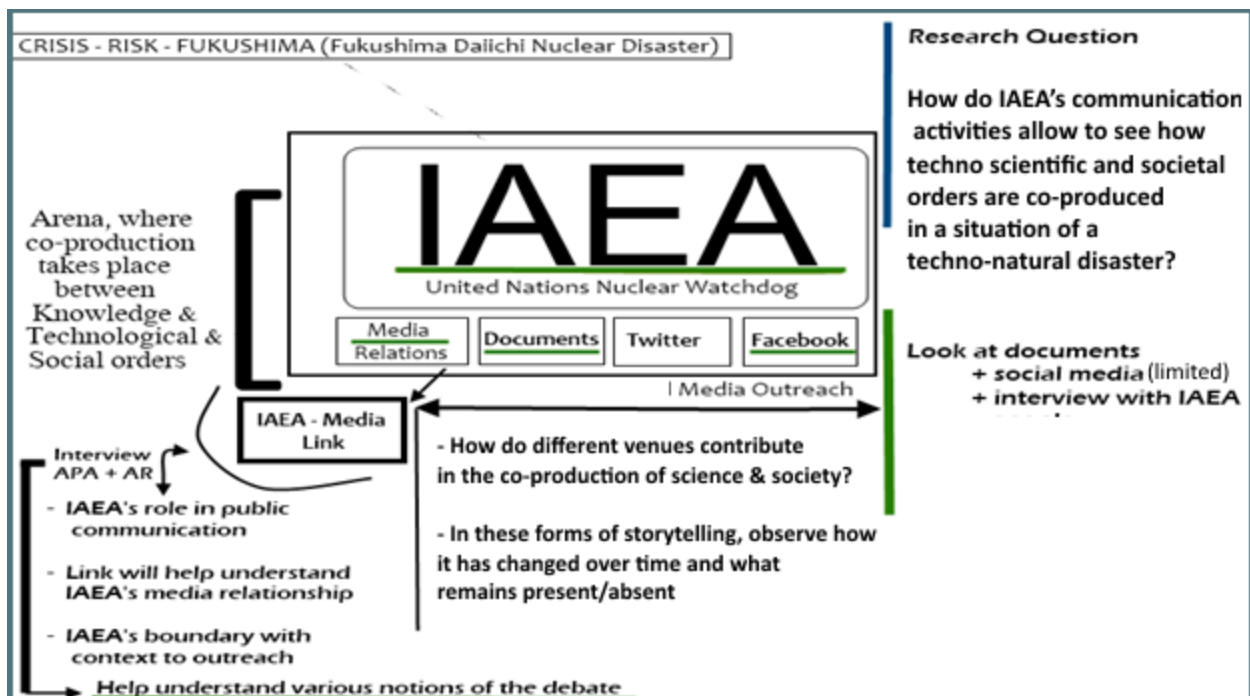 CRISIS - RISK - FUKUSHIMA (Fukushima Daiichi Nuclear Disaster)
IAEA
United Nations Nuclear Watchdog
Media
Relations
Documents
Twitter
Facebook
Media Outreach
Arena, where
co-production
takes place
between
Knowledge &
Technological &
Social orders
IAEA - Media
Link
Interview
APA + AR
- IAEA's role in public
communication
- Link will help understand
IAEA's media relationship
- IAEA's boundary with
context to outreach
Help understand various notions of the debate
- How do different venues contribute
in the co-production of science & society?
- In these forms of storytelling, observe how
it has changed over time and what
remains present/absent
Research Question
How do IAEA's communication
activities allow to see how
techno scientific and societal
orders are co-produced
in a situation of a
techno-natural disaster?
Look at documents
+ social media (limited)
+ interview with IAEA